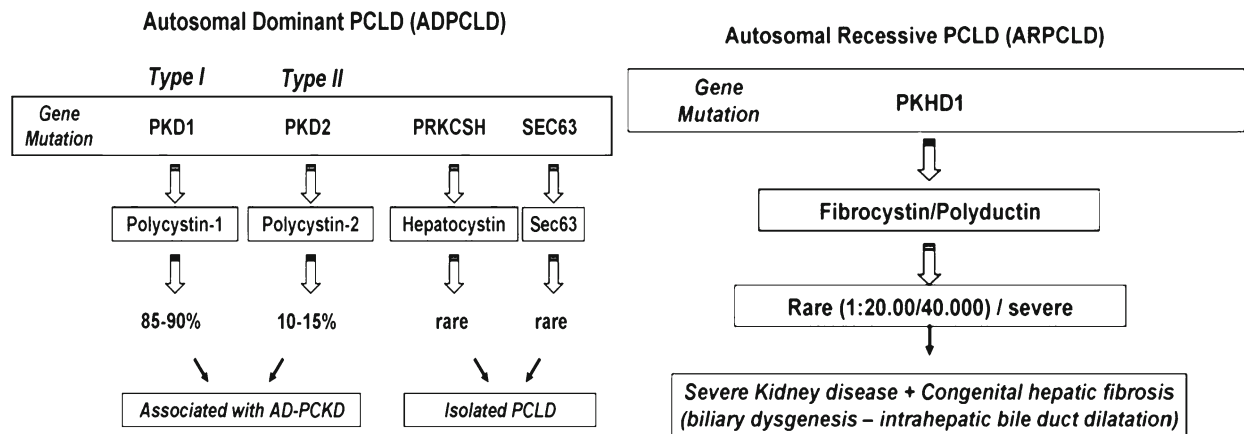 Autosomal Dominant PCLD (ADPCLD)
Type I Type II
Gene Mutation PKD1 PKD2 PRKCSH SEC63
Polycystin-1 Polycystin-2 Hepatocystin Sec63
85-90% 10-15% rare rare
Associated with AD-PCKD Isolated PCLD
Autosomal Recessive PCLD (ARPCLD)
Gene Mutation PKHD1
Fibrocystin/Polyductin
Rare (1:20.00/40.000) / severe
Severe Kidney disease + Congenital hepatic fibrosis
(biliary dysgenesis – intrahepatic bile duct dilatation)